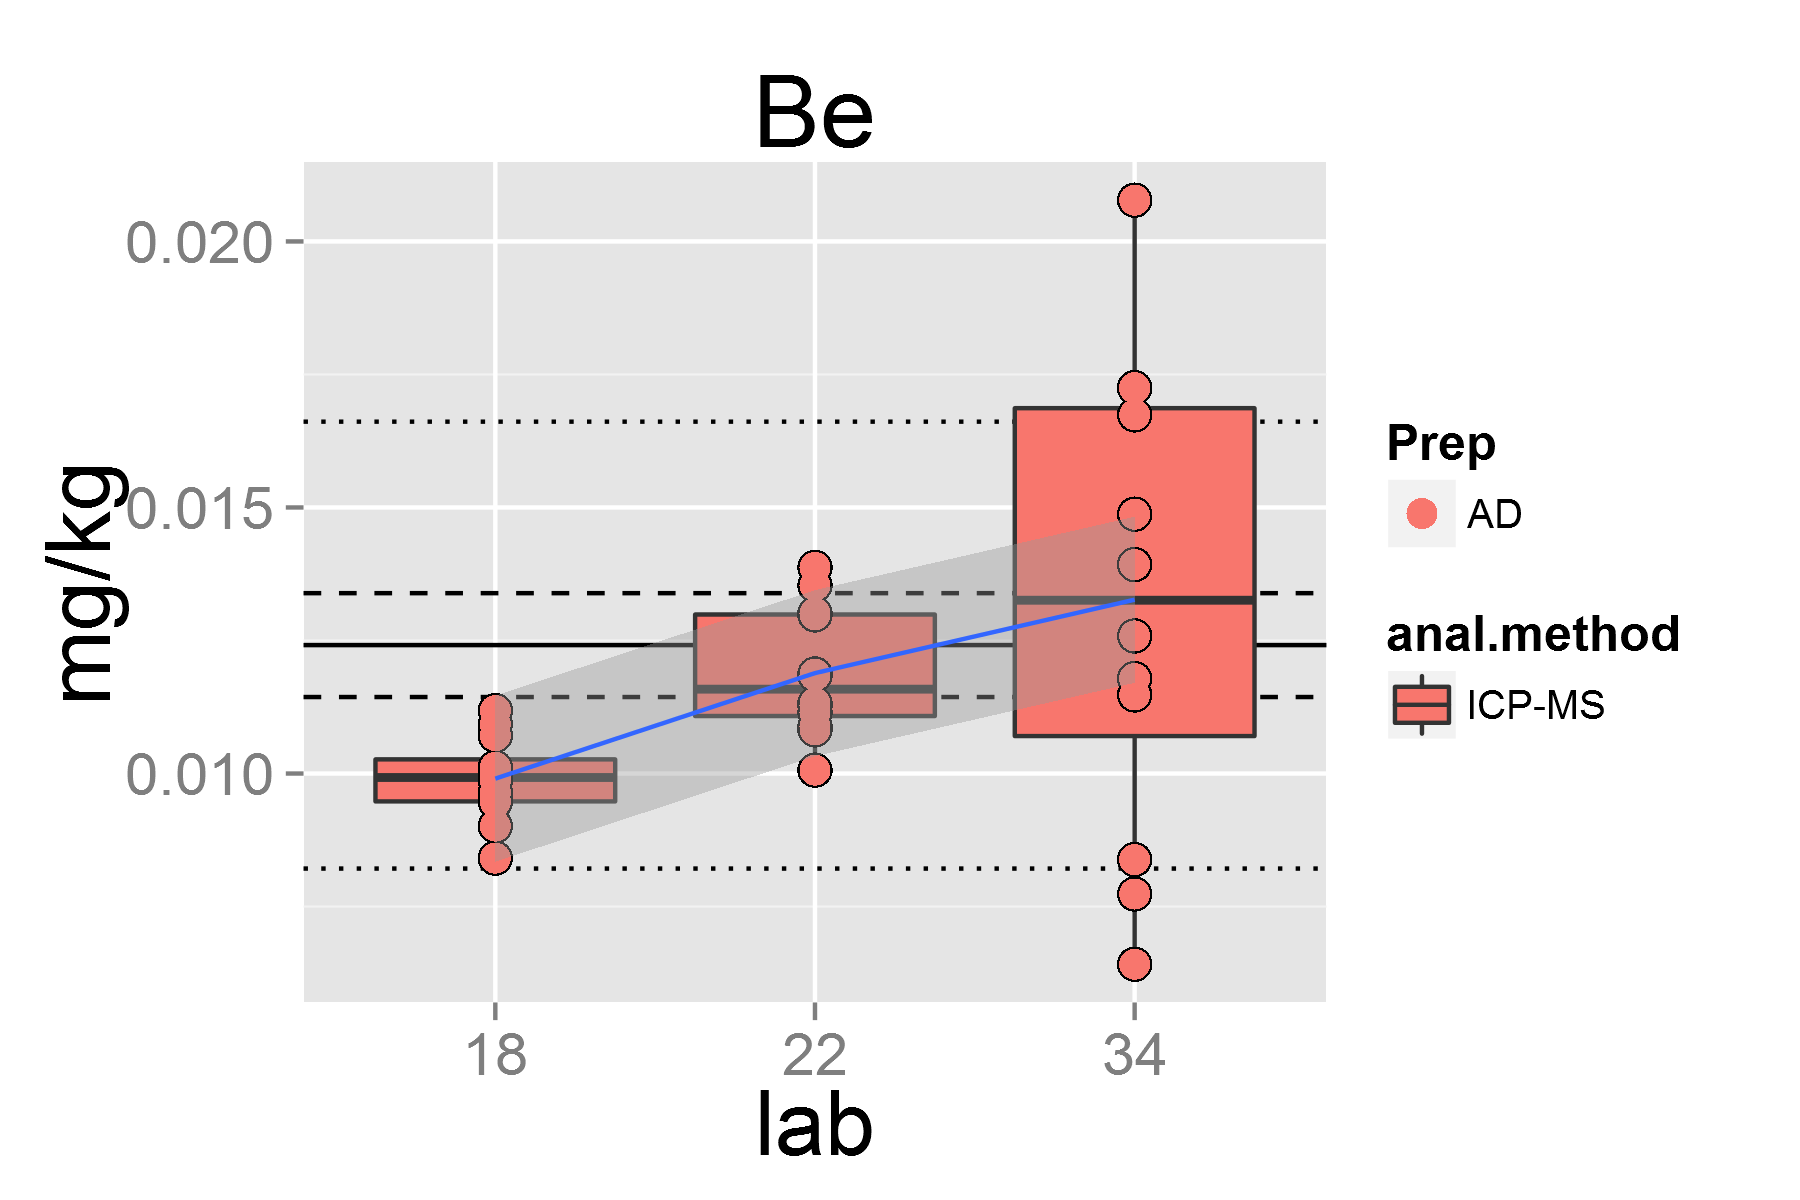 Be
mg/kg
0.020
0.015
0.010
18
22
34
lab
Prep
AD
anal.method
ICP-MS